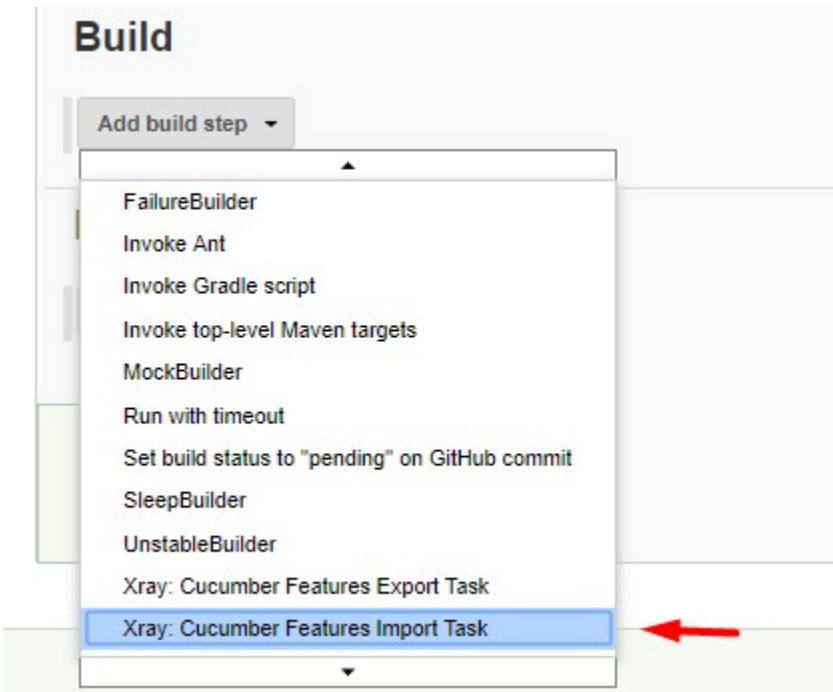 Build
Add build step
FailureBuilder
Invoke Ant
Invoke Gradle script
Invoke top-level Maven targets
MockBuilder
Run with timeout
Set build status to "pending" on GitHub commit
SleepBuilder
UnstableBuilder
Xray: Cucumber Features Export Task
Xray: Cucumber Features Import Task